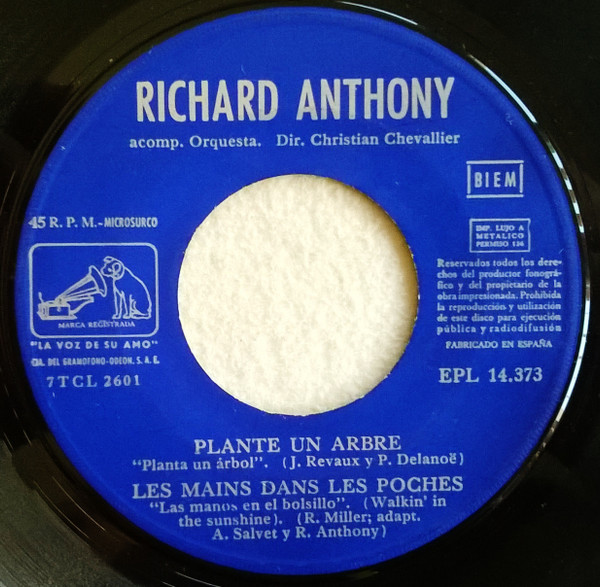 RICHARD ANTHONY
acomp. Orquesta. Dir. Christian Chevallier
BIEM
45 R. P. M.-MICROSURCO
IMP. LUJO A
METALICO
PERMISO 136
MARCA REGISTRADA
"LA VOZ DE SU AMO"
CIA. DEL GRAMOFONO-ODEON. S. A. E.
7TCL 2601
Reservados todos los dere-
chos del productor fonográ-
fico y del propietario de la
obra impresionada. Prohibida
la reproducción y utilización
de este disco para ejecución
pública y radiodifusión
FABRICADO EN ESPAÑA
EPL 14.373
PLANTE UN ARBRE
"Planta un árbol". (J. Revaux y P. Delanoë)
LES MAINS DANS LES POCHES
"Las manos en el bolsillo". (Walkin' in
the sunshine). (R. Miller; adapt.
A. Salvet y R. Anthony)